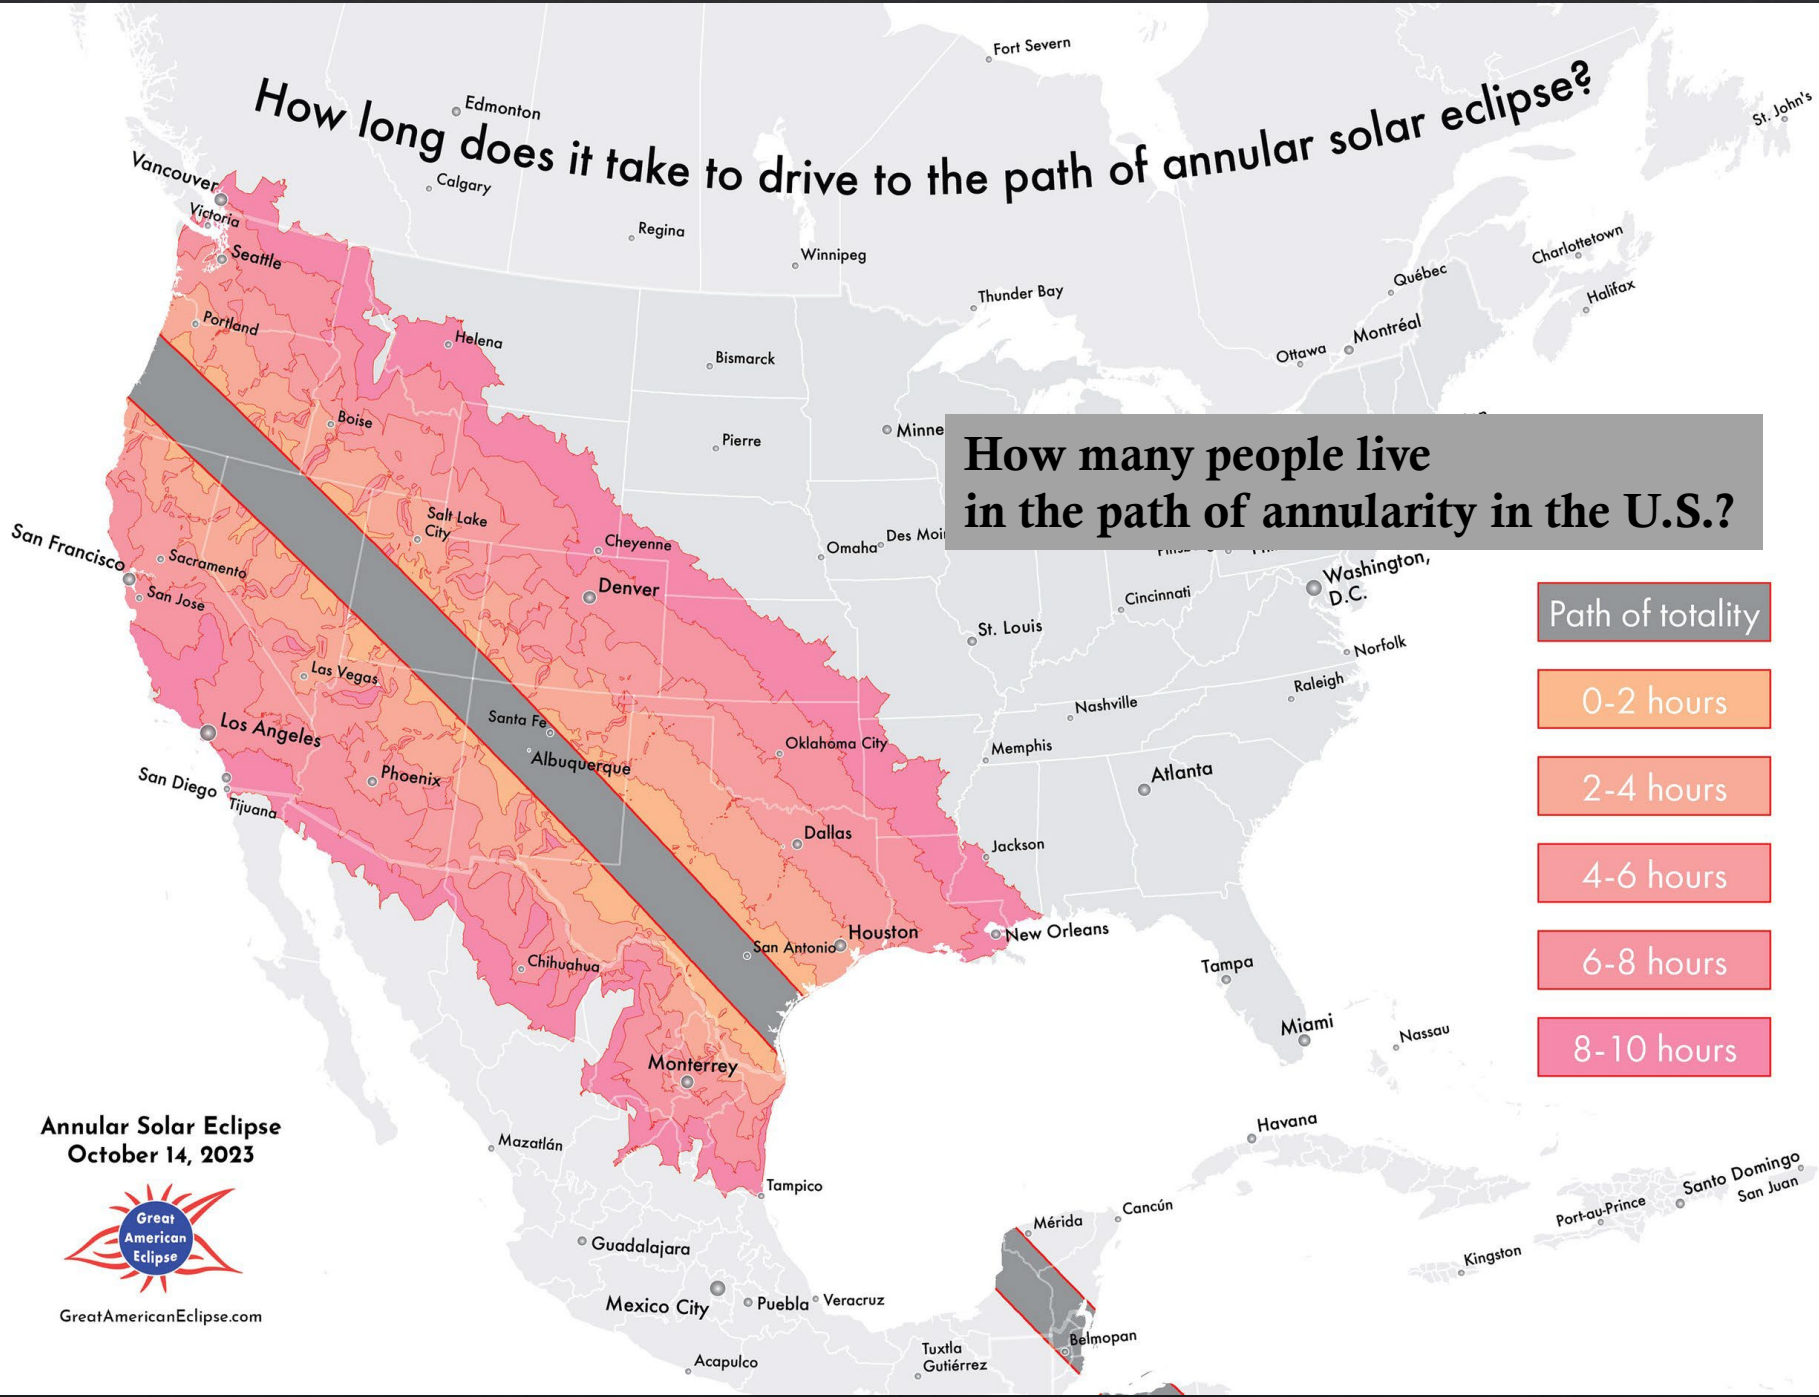 Fort Severn
How long does it take to drive to the path of annular solar eclipse?
St. John's
Edmonton
Vancouver
Calgary
Victoria
Regina
Seattle
Winnipeg
Charlottetown
Québec
Thunder Bay
Halifax
Portland
Helena
Montréal
Ottawa
Bismarck
Boise
Pierre
Minne
How many people live
in the path of annularity in the U.S.?
Salt Lake
City
San Francisco
Cheyenne
Omaha
Des Moi
Sacramento
Washington,
D.C.
Denver
San Jose
Cincinnati
Path of totality
St. Louis
Norfolk
Las Vegas
Raleigh
0-2 hours
Nashville
Santa Fe
Los Angeles
Oklahoma City
Memphis
Albuquerque
Phoenix
Atlanta
San Diego
2-4 hours
Tijuana
Dallas
Jackson
4-6 hours
Houston
New Orleans
San Antonio
Chihuahua
Tampa
6-8 hours
Miami
Nassau
8-10 hours
Monterrey
Annular Solar Eclipse
October 14, 2023
Havana
Mazatlán
Tampico
Santo Domingo
San Juan
Great
American
Eclipse
Cancún
Mérida
Port-au-Prince
Guadalajara
Kingston
Mexico City
Puebla
Veracruz
GreatAmericanEclipse.com
Belmopan
Tuxtla
Gutiérrez
Acapulco